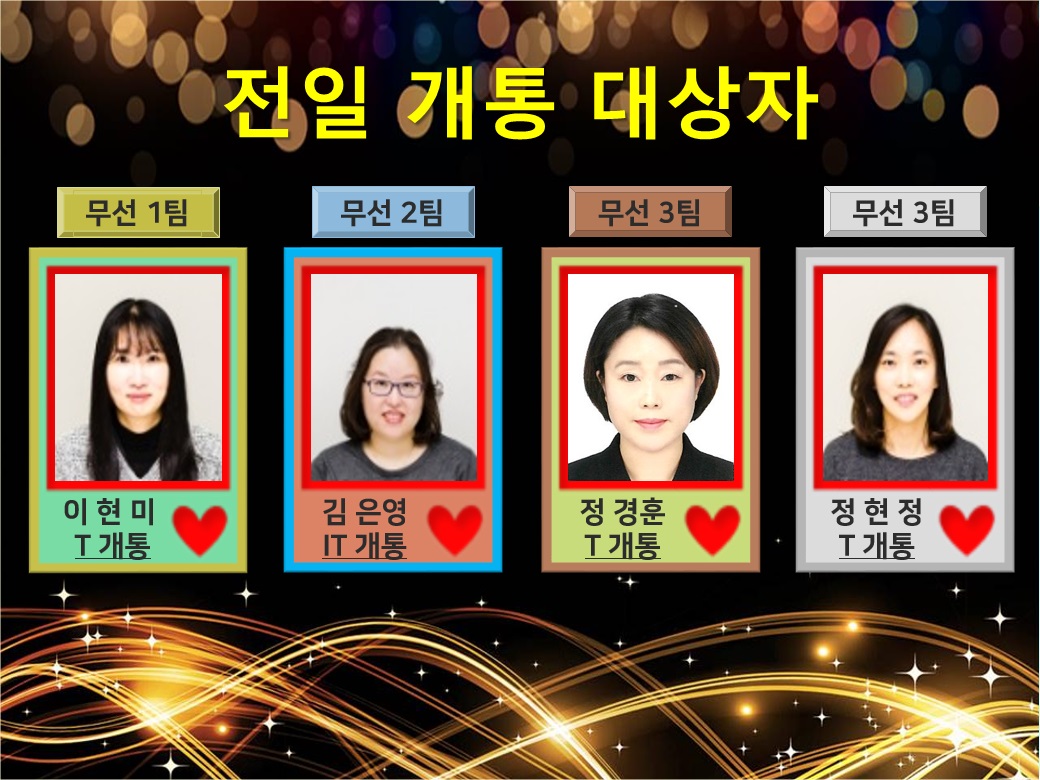 전일 개통 대상자
무선 1팀
무선 2팀
무선 3팀
무선 3팀
이 현 미
T 개통
김 은영
IT 개통
정 경훈
T 개통
정 현 정
T 개통